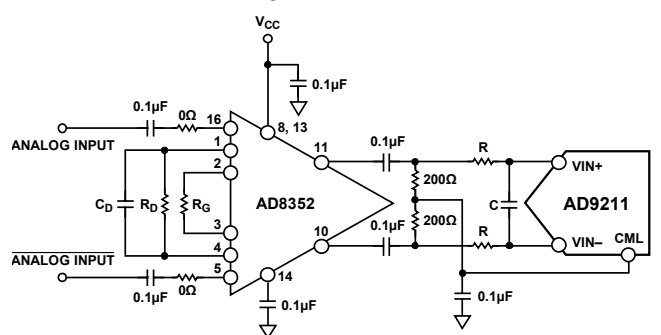 VCC
0.1µF
0.1µF
0Ω
16
8, 13
ANALOG INPUT
1
11
0.1µF
R
VIN+
2
200Ω
CD
RD
RG
AD8352
C
AD9211
200Ω
3
0.1µF
4
10
R
VIN–
CML
ANALOG INPUT
5
14
0.1µF
0Ω
0.1µF
0.1µF